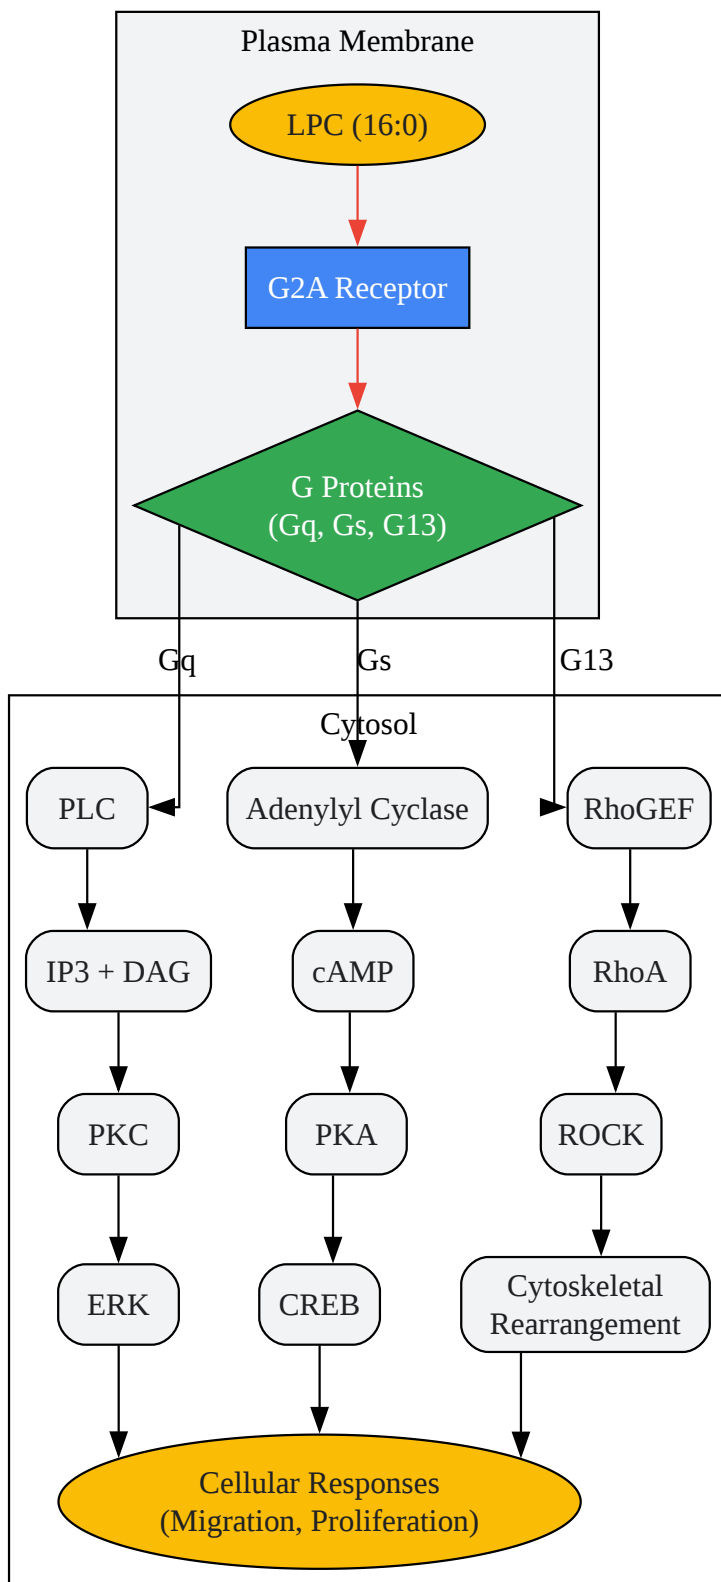 Plasma Membrane
LPC (16:0)
G2A Receptor
G Proteins
(Gq, Gs, G13)
Gq
Gs
G13
Cytosol
PLC
Adenylyl Cyclase
RhoGEF
IP3 + DAG
cAMP
RhoA
PKC
PKA
ROCK
ERK
CREB
Cytoskeletal
Rearrangement
Cellular Responses
(Migration, Proliferation)